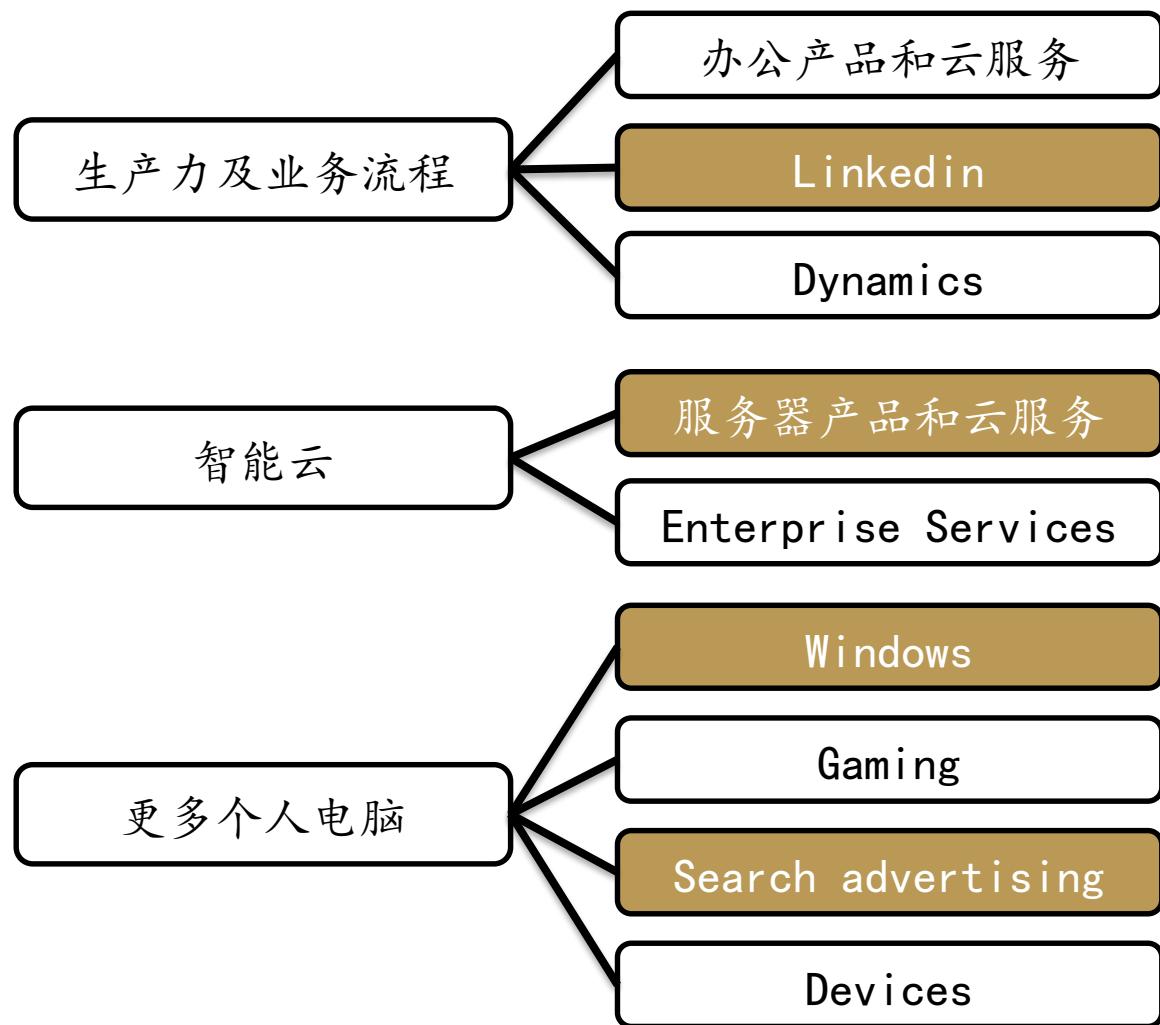 生产力及业务流程
办公产品和云服务
Linkedin
Dynamics
智能云
服务器产品和云服务
Enterprise Services
更多个人电脑
Windows
Gaming
Search advertising
Devices